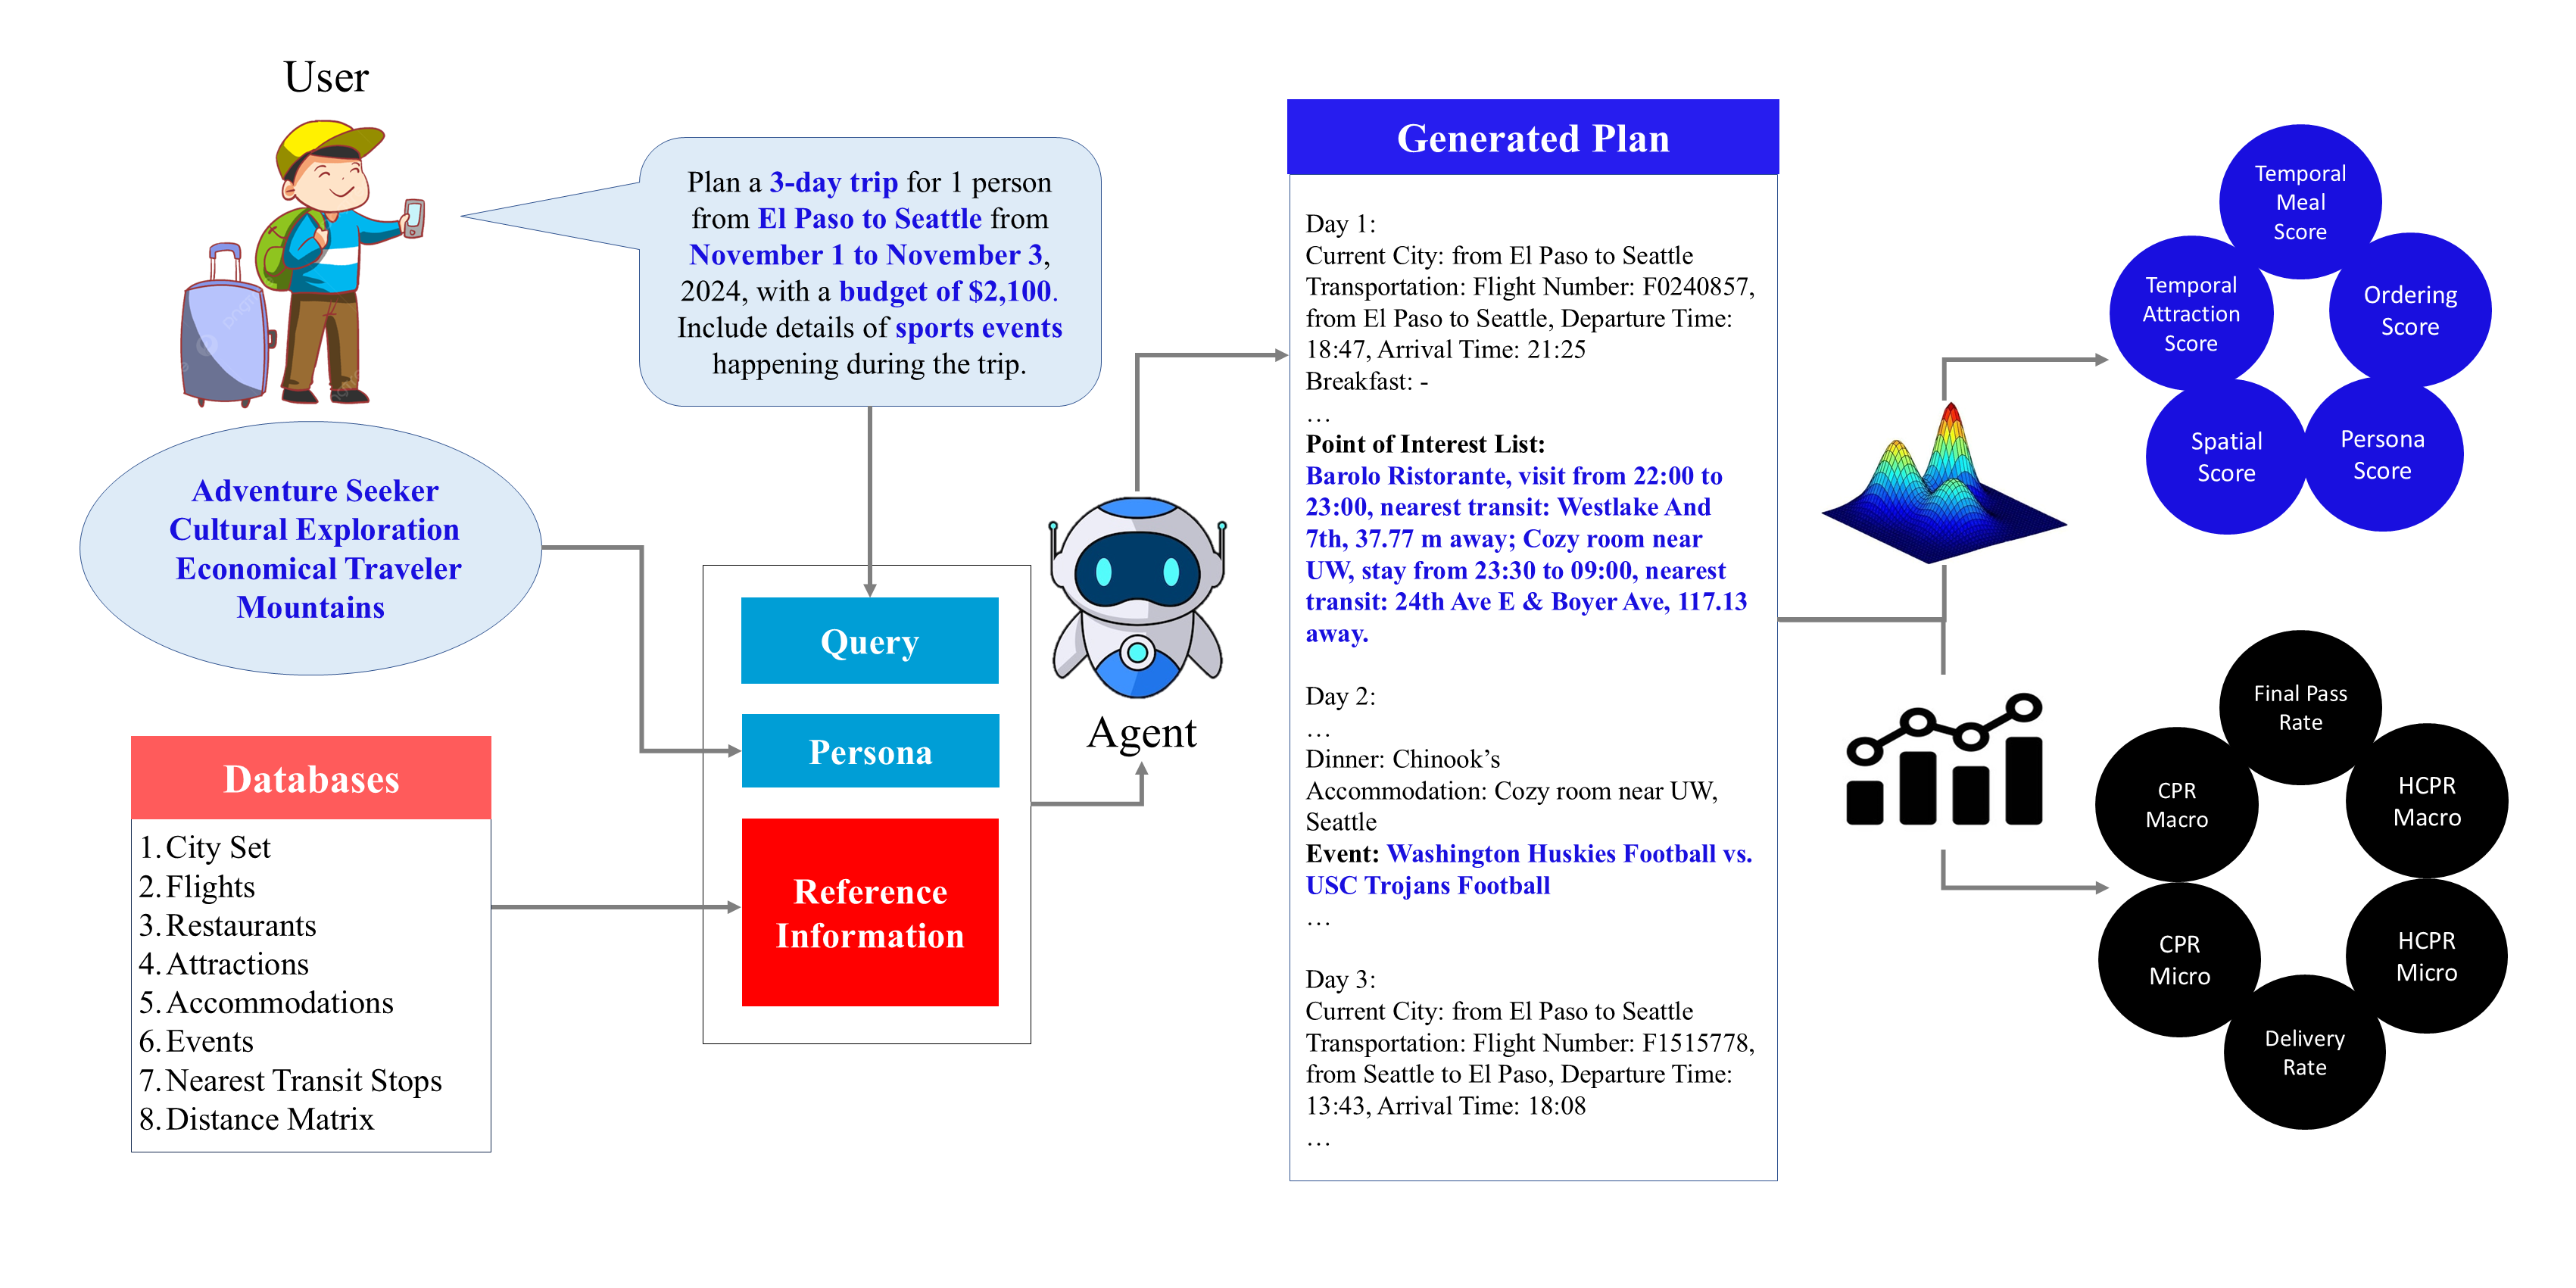 User
Plan a 3-day trip for 1 person
from El Paso to Seattle from
November 1 to November 3,
2024, with a budget of $2,100.
Include details of sports events
happening during the trip.
Adventure Seeker
Cultural Exploration
Economical Traveler
Mountains
Databases
1. City Set
2. Flights
3. Restaurants
4. Attractions
5. Accommodations
6. Events
7. Nearest Transit Stops
8. Distance Matrix
Query
Persona
Reference
Information
Agent
Generated Plan
Day 1:
Current City: from El Paso to Seattle
Transportation: Flight Number: F0240857,
from El Paso to Seattle, Departure Time:
18:47, Arrival Time: 21:25
Breakfast: -
…
Point of Interest List:
Barolo Ristorante, visit from 22:00 to
23:00, nearest transit: Westlake And
7th, 37.77 m away; Cozy room near
UW, stay from 23:30 to 09:00, nearest
transit: 24th Ave E & Boyer Ave, 117.13
away.
Day 2:
…
Dinner: Chinook’s
Accommodation: Cozy room near UW,
Seattle
Event: Washington Huskies Football vs.
USC Trojans Football
…
Day 3:
Current City: from El Paso to Seattle
Transportation: Flight Number: F1515778,
from Seattle to El Paso, Departure Time:
13:43, Arrival Time: 18:08
…
Temporal
Meal
Score
Temporal
Attraction
Score
Ordering
Score
Spatial
Score
Persona
Score
Final Pass
Rate
CPR
Macro
HCPR
Macro
CPR
Micro
HCPR
Micro
Delivery
Rate